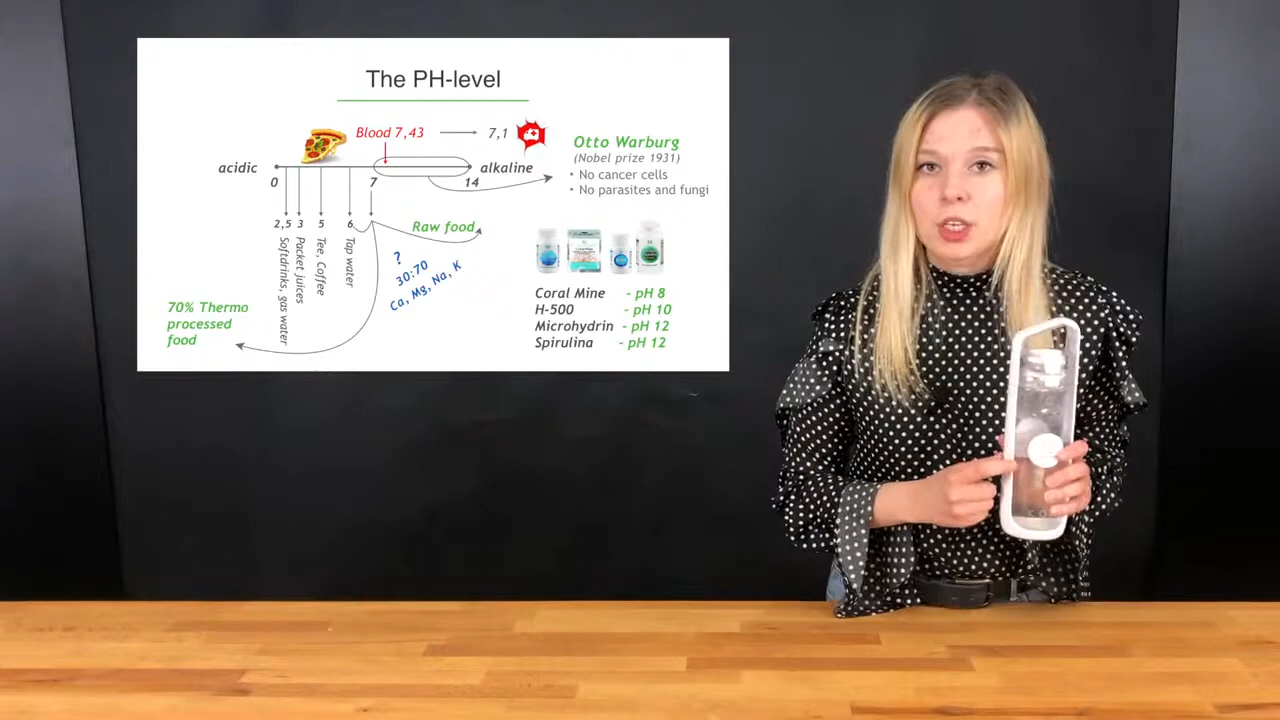 The PH-level
Blood 7,43
7,1
acidic
alkaline
0
7
14
Otto Warburg
(Nobel prize 1931)
• No cancer cells
• No parasites and fungi
2,5
3
5
6
Softdrinks, gas water
Packet juices
Tee, Coffee
Tap water
Raw food
?
30:70
Ca, Mg, Na, K
70% Thermo
processed
food
Coral Mine - pH 8
H-500 - pH 10
Microhydrin - pH 12
Spirulina - pH 12